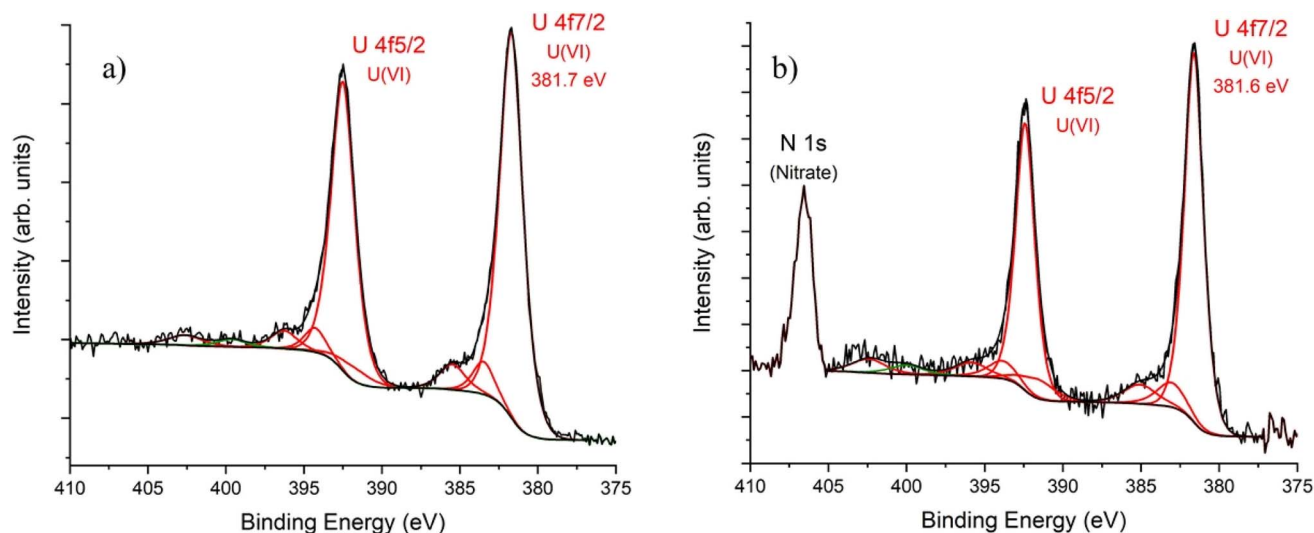 a)
U 4f5/2
U(VI)
U 4f7/2
U(VI)
381.7 eV
Intensity (arb. units)
410 405 400 395 390 385 380 375
Binding Energy (eV)
b)
N 1s
(Nitrate)
U 4f5/2
U(VI)
U 4f7/2
U(VI)
381.6 eV
Intensity (arb. units)
410 405 400 395 390 385 380 375
Binding Energy (eV)